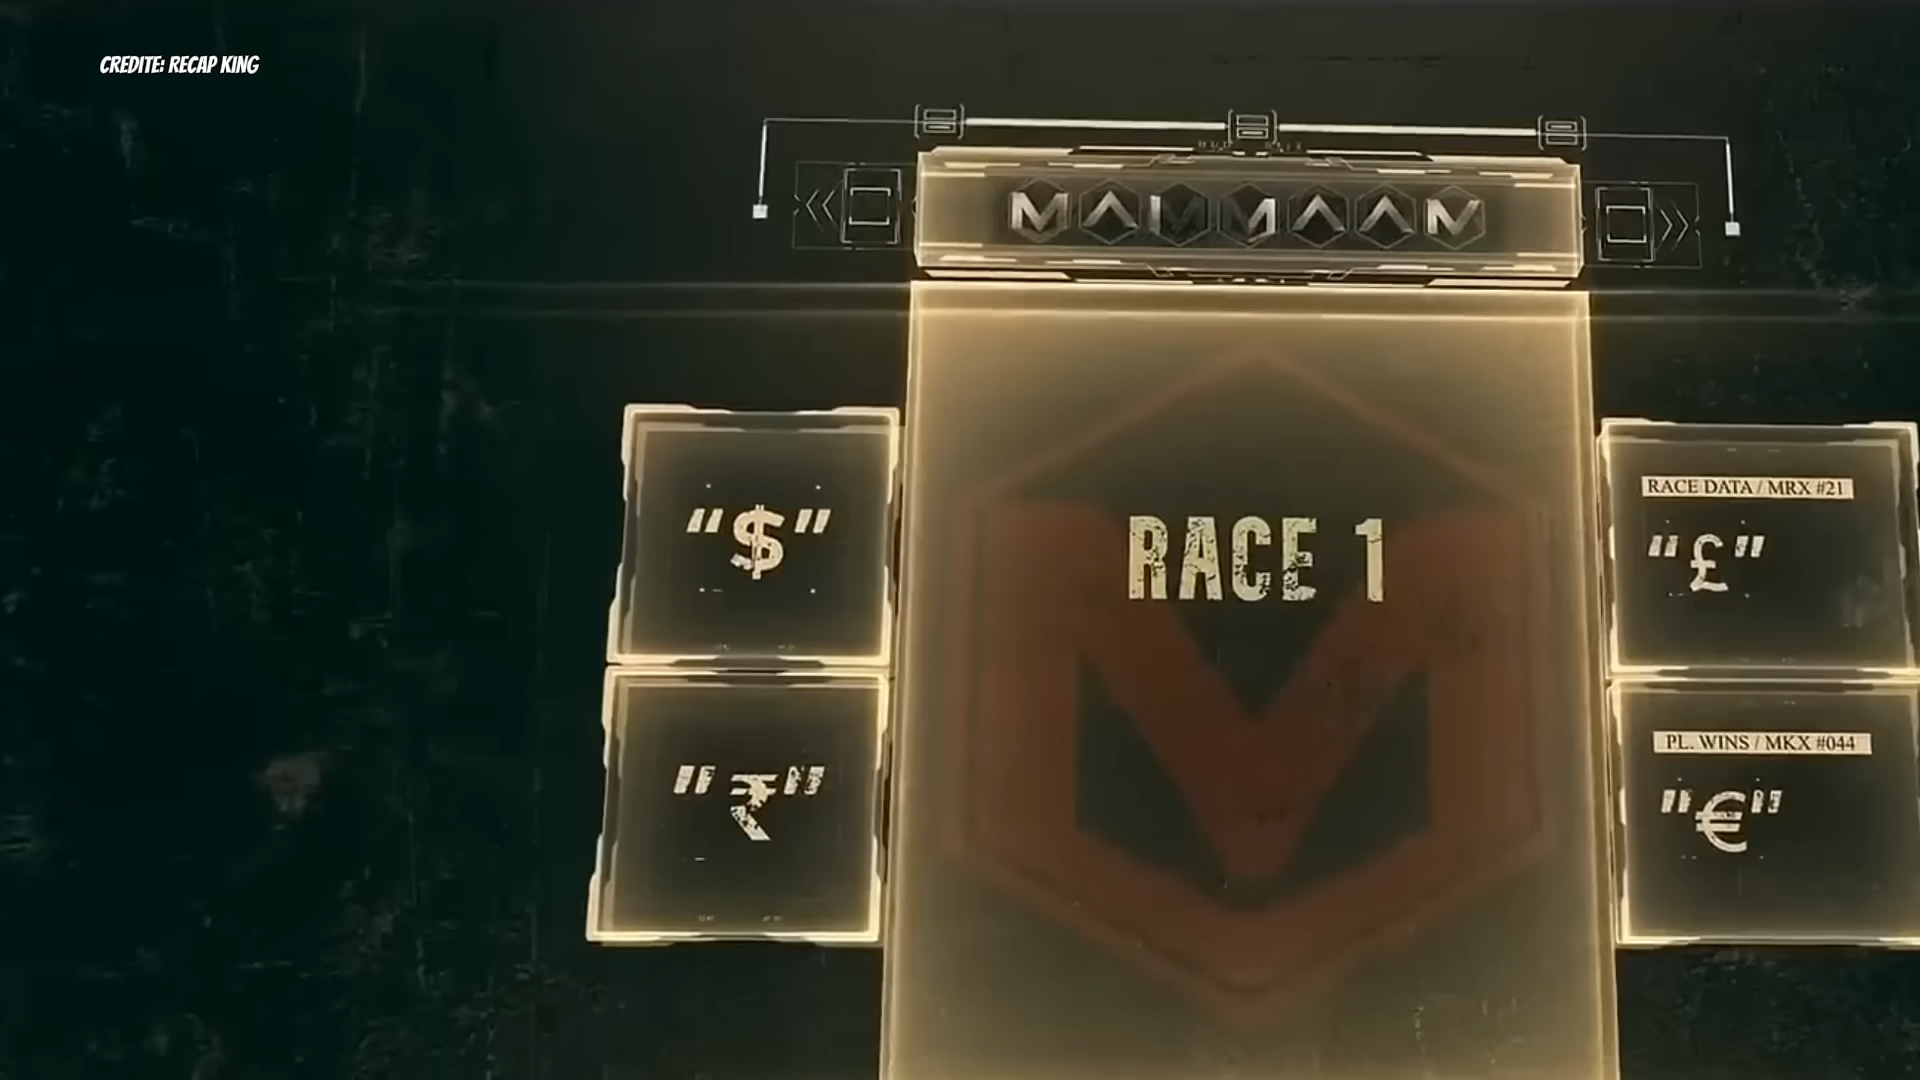 CREDITE: RECAP KING
MAMMAAM
"$"
RACE 1
RACE DATA / MRX #21
"£"
"₹"
PL. WINS / MKX #044
"€"